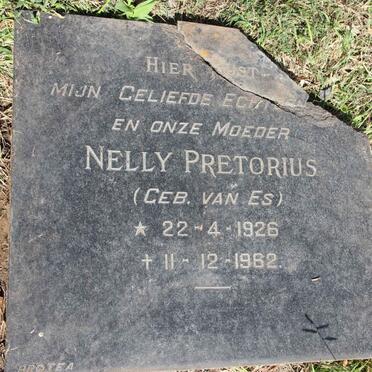 HIER
MIJN GELIEFDE
EN ONZE MOEDER
NELLY PRETORIUS
(GEB. VAN ES)
* 22-4-1926
† 11-12-1962.